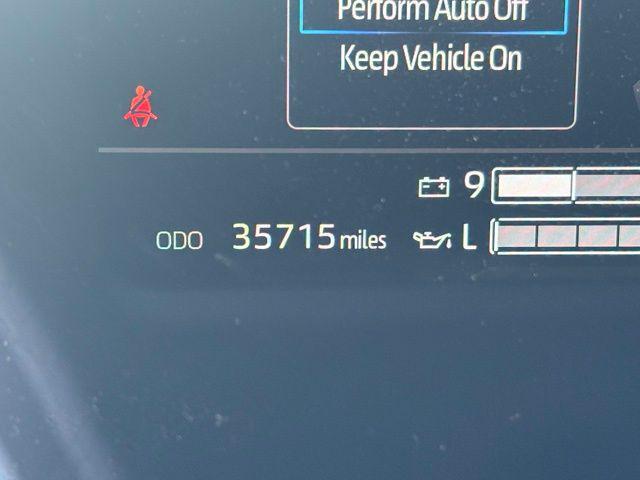 Perform Auto Off
Keep Vehicle On
9
ODO 35715 miles L